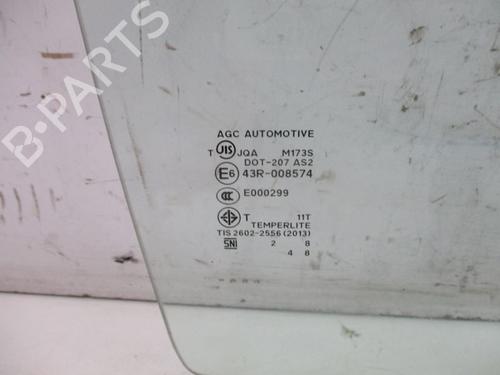 B-PARTS
AGC AUTOMOTIVE
T JIS JQA M173S
DOT-207 AS2
E6 43R-008574
CCC E000299
T 11T
TEMPERLITE
TIS 2602-2556 (2013)
SNI 2 8
4 8